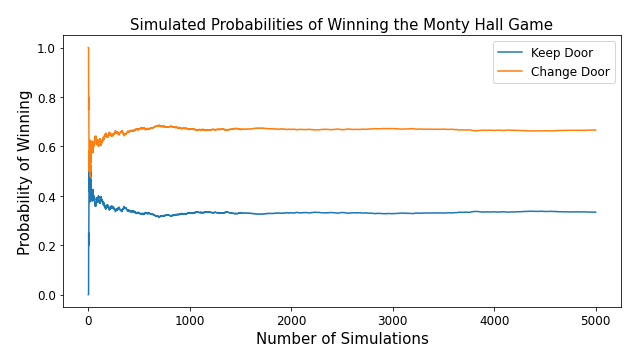 Simulated Probabilities of Winning the Monty Hall Game
Keep Door
Change Door
Probability of Winning
1.0
0.8
0.6
0.4
0.2
0.0
0
1000
2000
3000
4000
5000
Number of Simulations